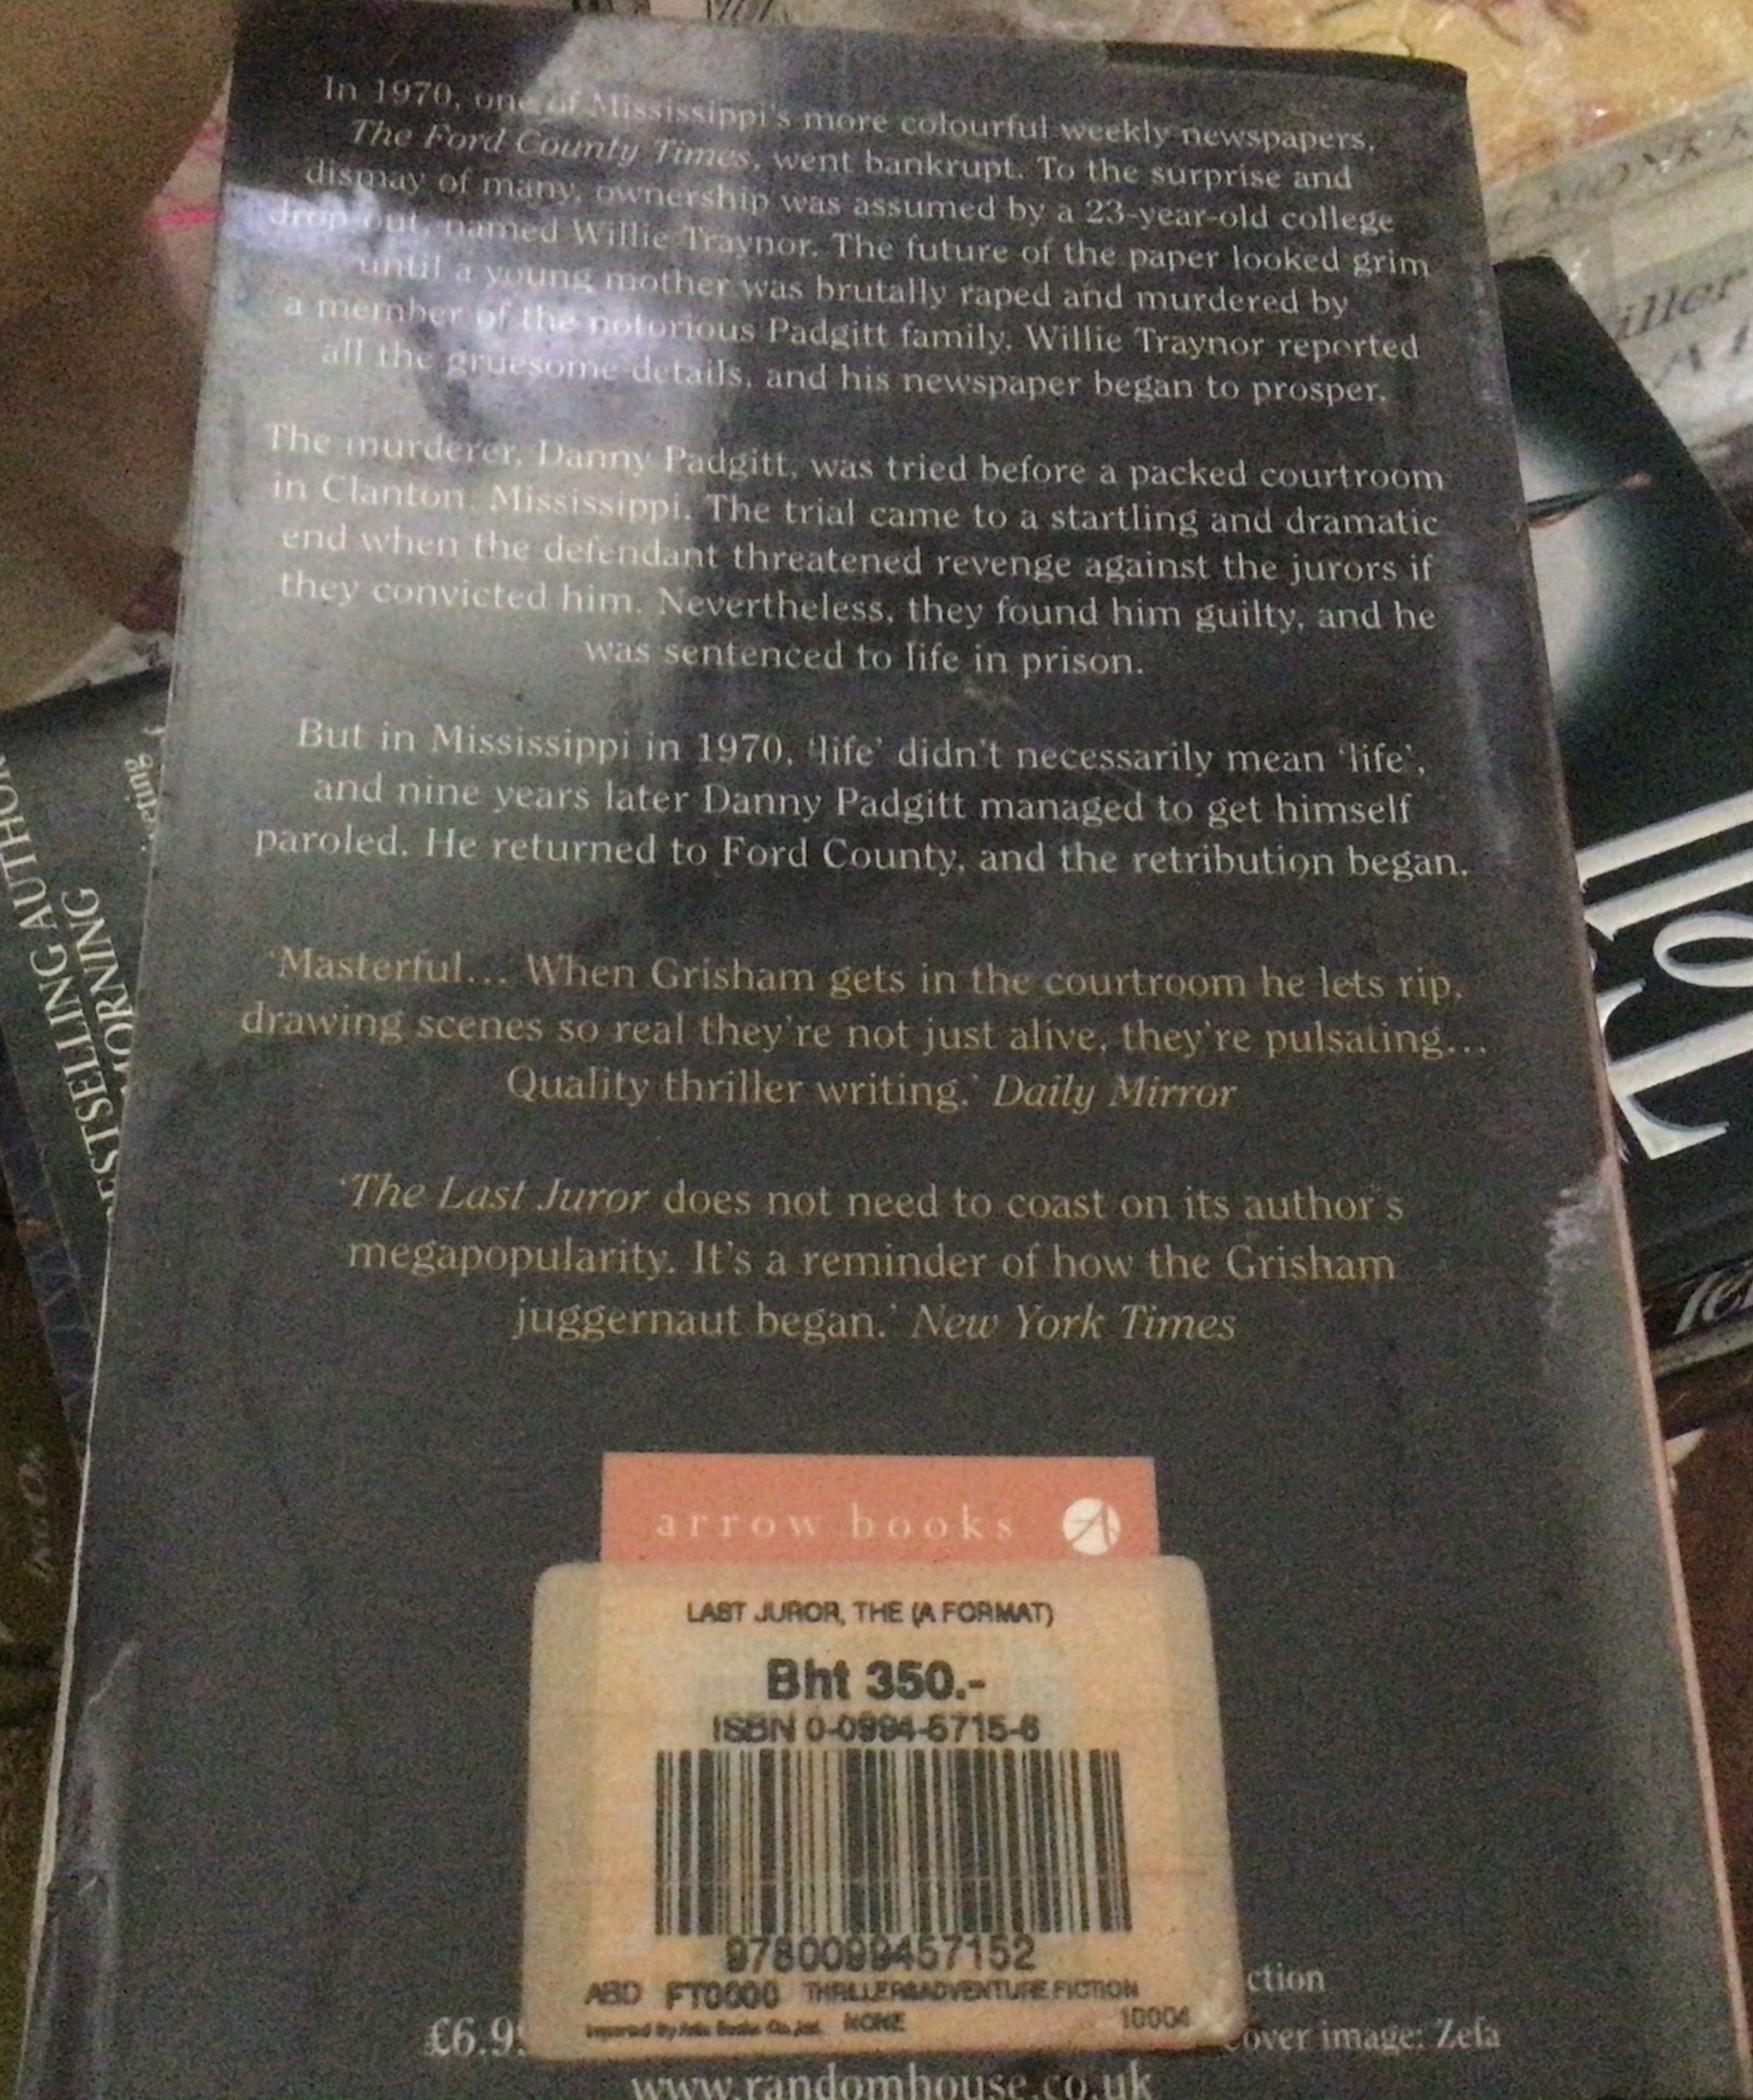 In 1970, one of Mississippi's more colourful weekly newspapers,
The Ford County Times, went bankrupt. To the surprise and
dismay of many, ownership was assumed by a 23-year-old college
drop-out, named Willie Traynor. The future of the paper looked grim
until a young mother was brutally raped and murdered by
a member of the notorious Padgitt family. Willie Traynor reported
all the gruesome details, and his newspaper began to prosper.
The murderer, Danny Padgitt, was tried before a packed courtroom
in Clanton, Mississippi. The trial came to a startling and dramatic
end when the defendant threatened revenge against the jurors if
they convicted him. Nevertheless, they found him guilty, and he
was sentenced to life in prison.
But in Mississippi in 1970, 'life' didn't necessarily mean 'life',
and nine years later Danny Padgitt managed to get himself
paroled. He returned to Ford County, and the retribution began.
'Masterful... When Grisham gets in the courtroom he lets rip,
drawing scenes so real they're not just alive, they're pulsating...
Quality thriller writing.' Daily Mirror
'The Last Juror does not need to coast on its author's
megapopularity. It's a reminder of how the Grisham
juggernaut began.' New York Times
arrow books
LAST JUROR, THE (A FORMAT)
Bht 350.-
ISBN 0-0994-5715-6
9780099457152
ABD FT0000 THRILLER&ADVENTURE FICTION
Imported By Asia Books Co.,Ltd. NONE 10004
ction
£6.9
over image: Zefa
www.randomhouse.co.uk
ESTSELLING AUTHOR
MORNING
ering
MONK
iller
Toll